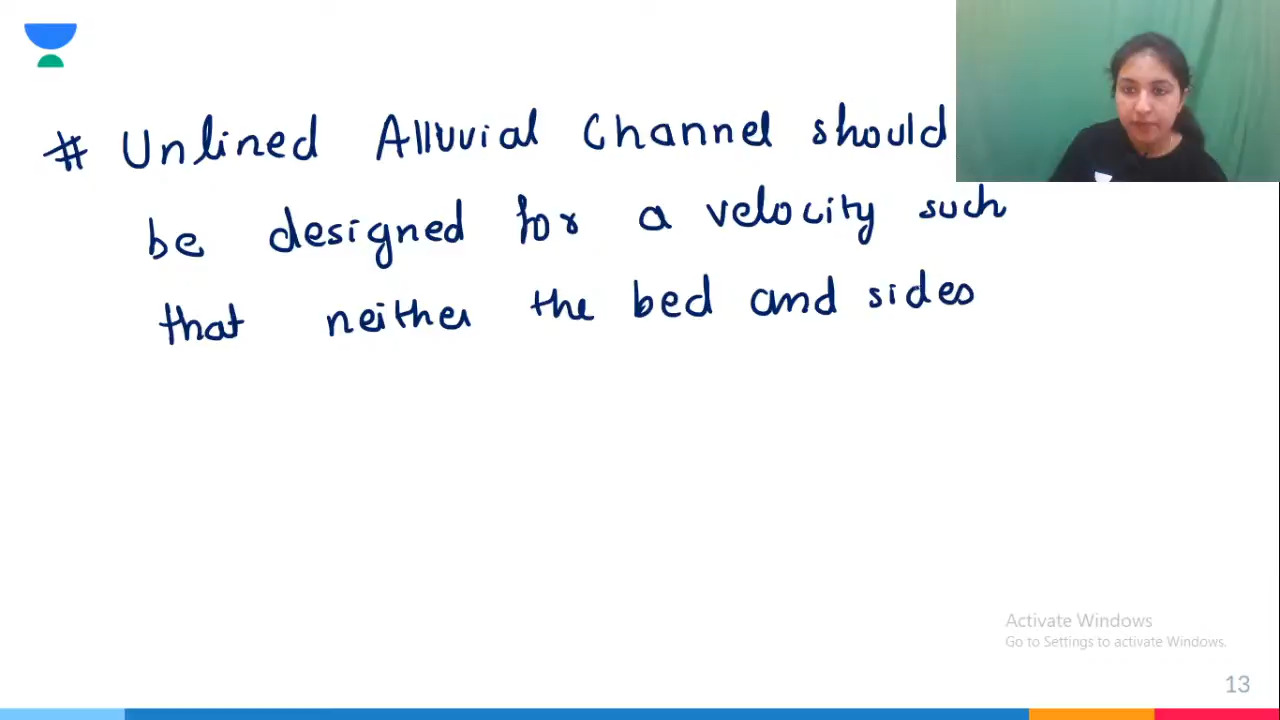 # Unlined Alluvial Channel should
be designed for a velocity such
that neither the bed and sides
Activate Windows
Go to Settings to activate Windows.
13